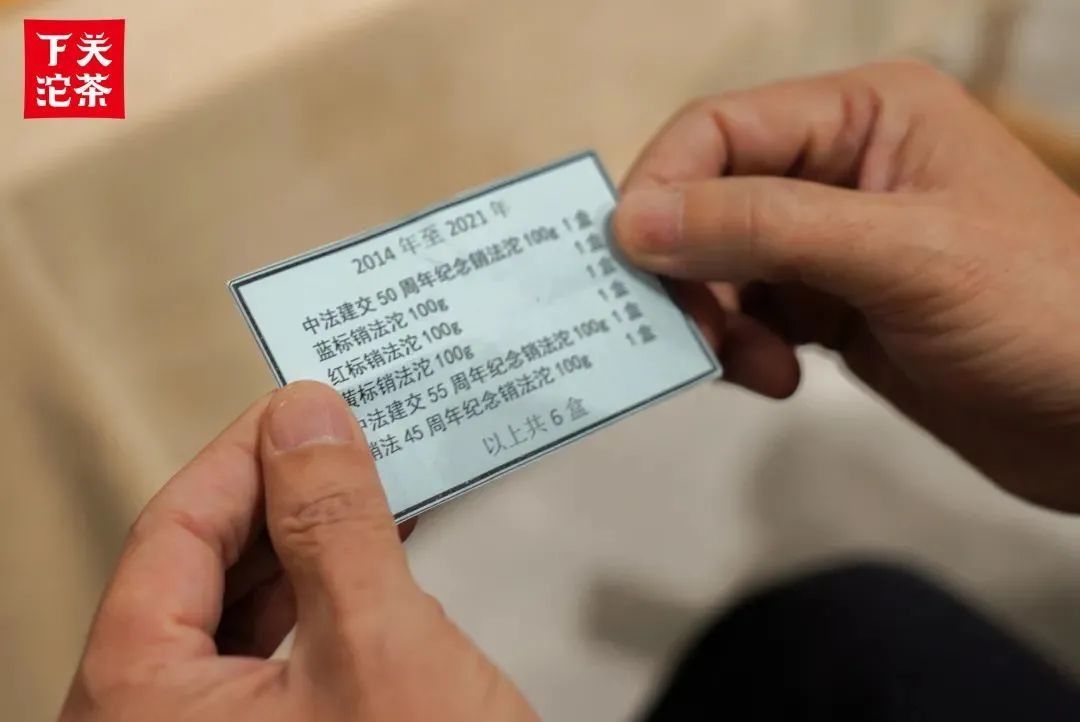 下关
沱茶
2014 年至 2021 年
中法建交 50 周年纪念销法沱 100g 1 盒
蓝标销法沱 100g 1 盒
红标销法沱 100g 1 盒
黄标销法沱 100g 1 盒
中法建交 55 周年纪念销法沱 100g 1 盒
销法 45 周年纪念销法沱 100g 1 盒
以上共 6 盒